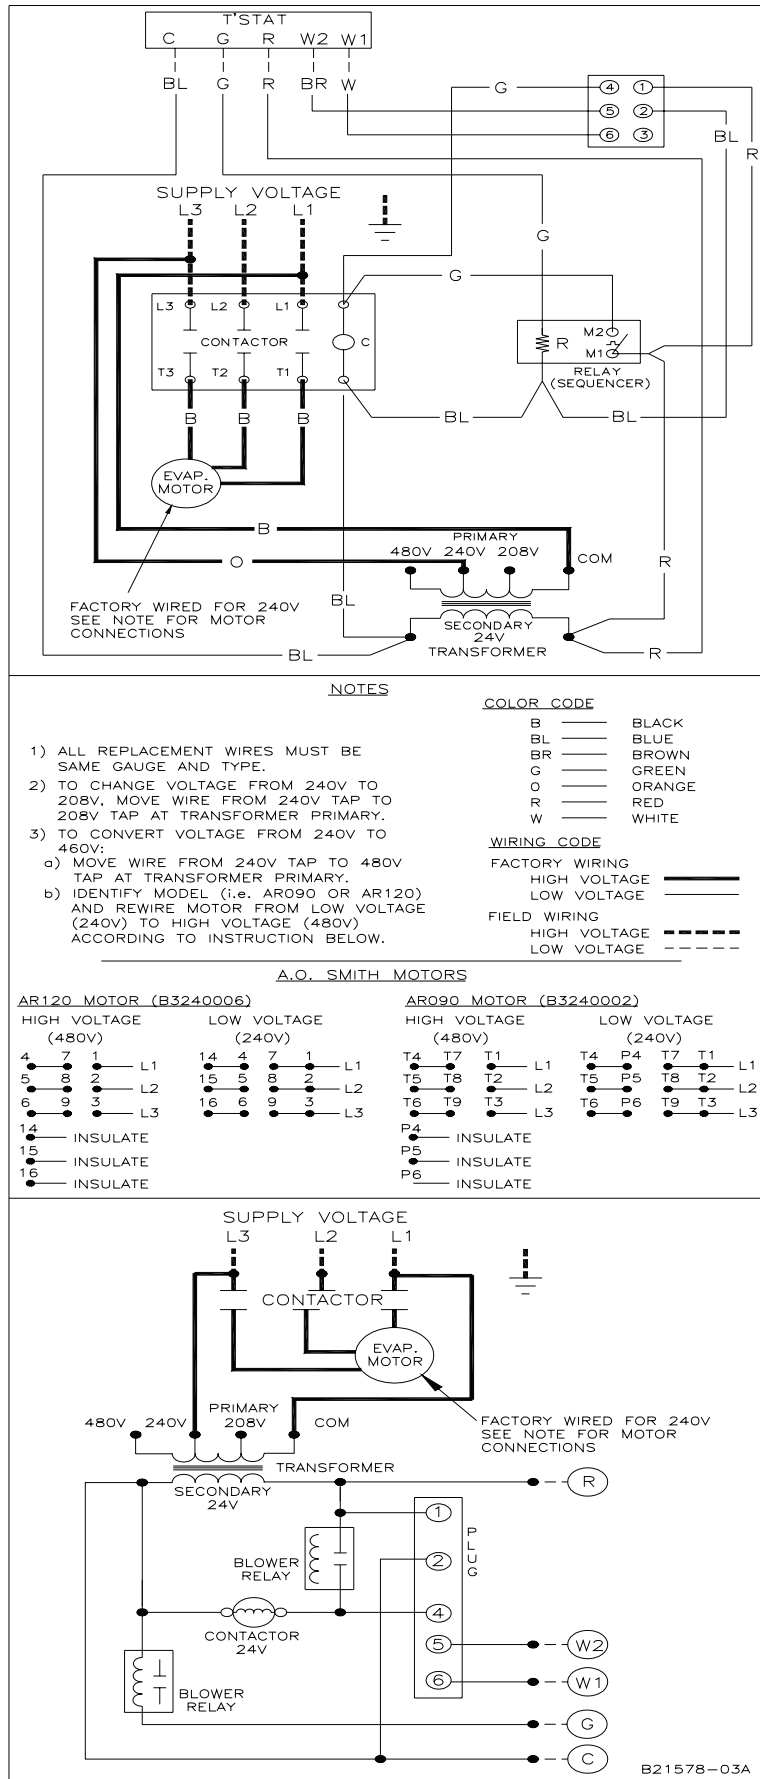 T'STAT
C G R W2 W1
BL G R BR W
G
4 1
5 2
6 3
BL
R
SUPPLY VOLTAGE
L3 L2 L1
G
G
L3 L2 L1
CONTACTOR C
T3 T2 T1
R
M2
M1
RELAY
(SEQUENCER)
B B B
BL BL
EVAP.
MOTOR
B
PRIMARY
480V 240V 208V COM
O
R
BL
FACTORY WIRED FOR 240V
SEE NOTE FOR MOTOR
CONNECTIONS
SECONDARY
24V
TRANSFORMER
BL R
NOTES
1) ALL REPLACEMENT WIRES MUST BE
SAME GAUGE AND TYPE.
2) TO CHANGE VOLTAGE FROM 240V TO
208V, MOVE WIRE FROM 240V TAP TO
208V TAP AT TRANSFORMER PRIMARY.
3) TO CONVERT VOLTAGE FROM 240V TO
460V:
a) MOVE WIRE FROM 240V TAP TO 480V
TAP AT TRANSFORMER PRIMARY.
b) IDENTIFY MODEL (i.e. AR090 OR AR120)
AND REWIRE MOTOR FROM LOW VOLTAGE
(240V) TO HIGH VOLTAGE (480V)
ACCORDING TO INSTRUCTION BELOW.
COLOR CODE
B BLACK
BL BLUE
BR BROWN
G GREEN
O ORANGE
R RED
W WHITE
WIRING CODE
FACTORY WIRING
HIGH VOLTAGE
LOW VOLTAGE
FIELD WIRING
HIGH VOLTAGE
LOW VOLTAGE
A.O. SMITH MOTORS
AR120 MOTOR (B3240006)
HIGH VOLTAGE LOW VOLTAGE
(480V) (240V)
4 7 1 L1 14 4 7 1 L1
5 8 2 L2 15 5 8 2 L2
6 9 3 L3 16 6 9 3 L3
14 INSULATE
15 INSULATE
16 INSULATE
AR090 MOTOR (B3240002)
HIGH VOLTAGE LOW VOLTAGE
(480V) (240V)
T4 T7 T1 L1 T4 P4 T7 T1 L1
T5 T8 T2 L2 T5 P5 T8 T2 L2
T6 T9 T3 L3 T6 P6 T9 T3 L3
P4 INSULATE
P5 INSULATE
P6 INSULATE
SUPPLY VOLTAGE
L3 L2 L1
CONTACTOR
EVAP.
MOTOR
PRIMARY
480V 240V 208V COM
FACTORY WIRED FOR 240V
SEE NOTE FOR MOTOR
CONNECTIONS
TRANSFORMER
SECONDARY
24V
R
1
PLUG
BLOWER
RELAY
2
4
CONTACTOR
24V
5 W2
6 W1
BLOWER
RELAY
G
C
B21578-03A